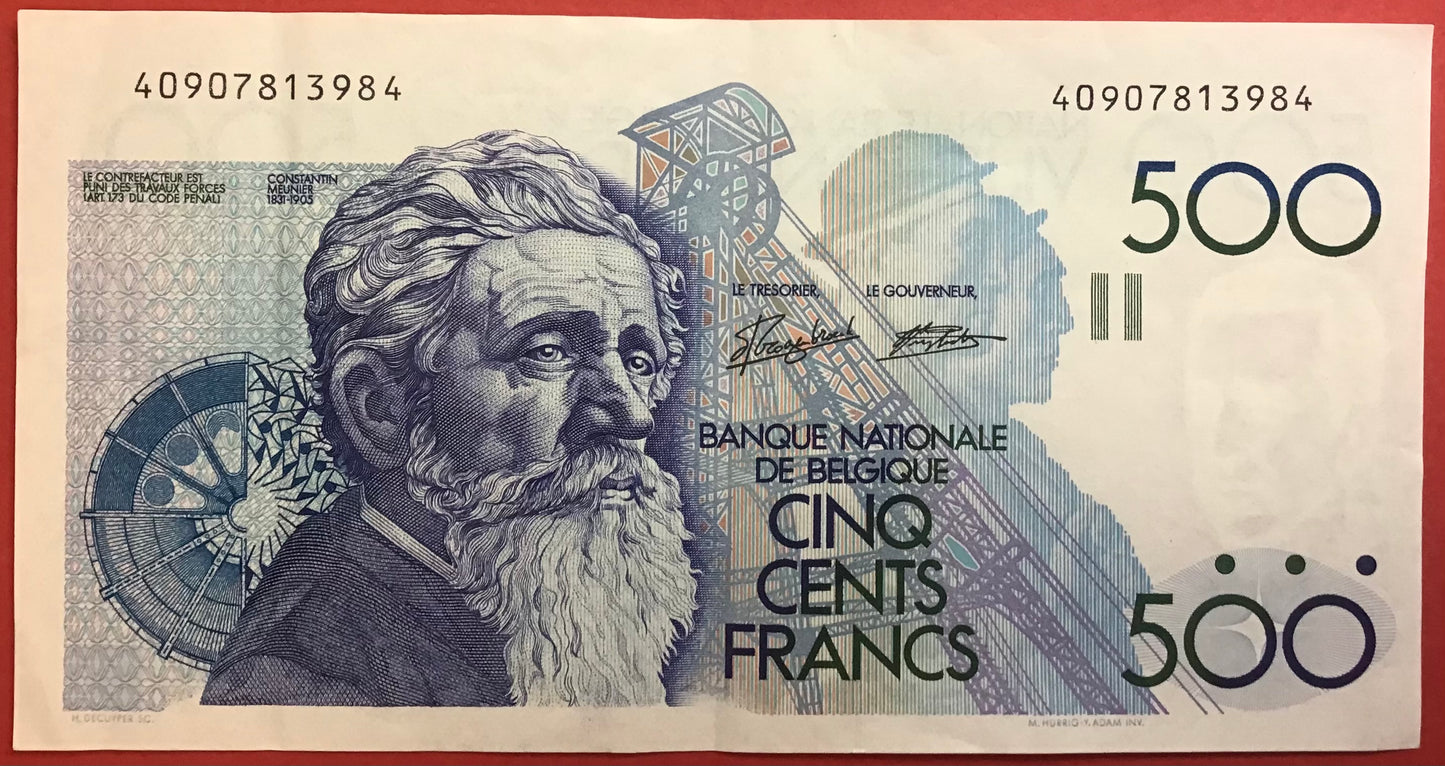 40907813984
40907813984
LE CONTREFACTEUR EST
PUNI DES TRAVAUX FORCES
(ART. 173 DU CODE PENAL)
CONSTANTIN
MEUNIER
1831-1905
500
LE TRESORIER,
LE GOUVERNEUR,
BANQUE NATIONALE
DE BELGIQUE
CINQ
CENTS
FRANCS
500
H. DECUYPER SC.
M. HUBRIG-Y. ADAM INV.